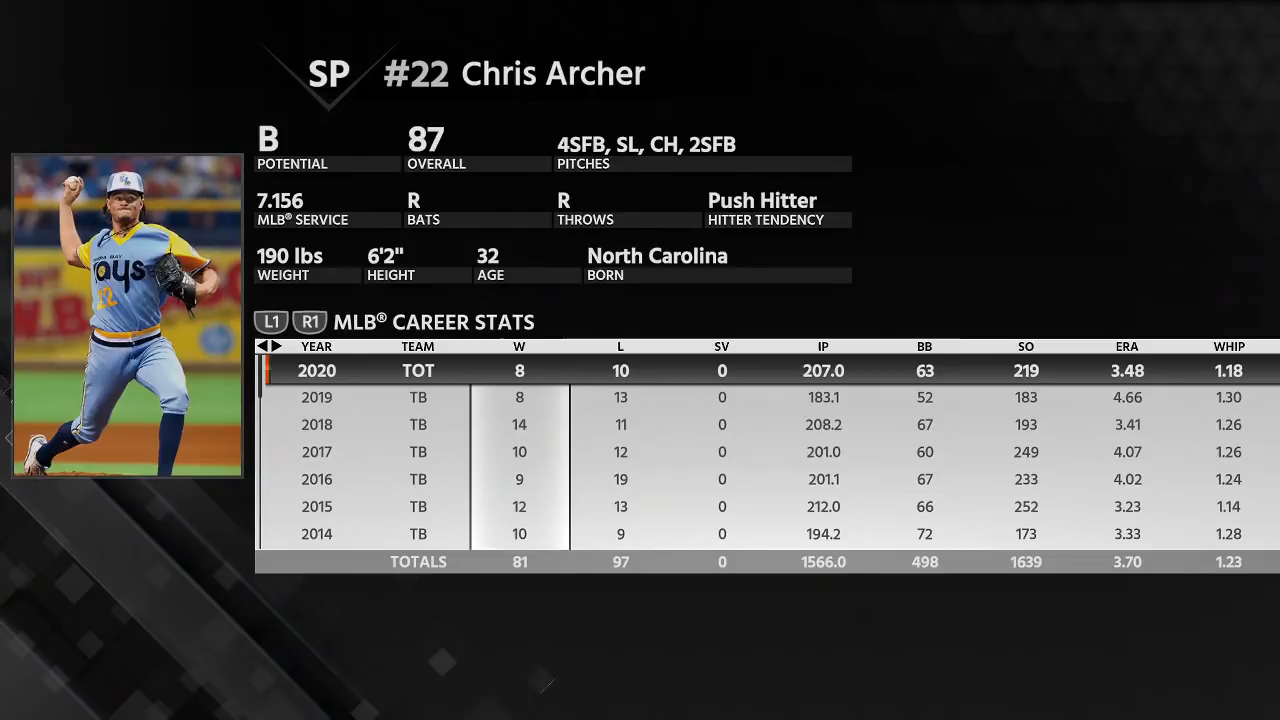 SP #22 Chris Archer
B 87 4SFB, SL, CH, 2SFB
POTENTIAL OVERALL PITCHES
7.156 R R Push Hitter
MLB® SERVICE BATS THROWS HITTER TENDENCY
190 lbs 6'2" 32 North Carolina
WEIGHT HEIGHT AGE BORN
rays
22
L1 R1 MLB® CAREER STATS
YEAR TEAM W L SV IP BB SO ERA WHIP
2020 TOT 8 10 0 207.0 63 219 3.48 1.18
2019 TB 8 13 0 183.1 52 183 4.66 1.30
2018 TB 14 11 0 208.2 67 193 3.41 1.26
2017 TB 10 12 0 201.0 60 249 4.07 1.26
2016 TB 9 19 0 201.1 67 233 4.02 1.24
2015 TB 12 13 0 212.0 66 252 3.23 1.14
2014 TB 10 9 0 194.2 72 173 3.33 1.28
TOTALS 81 97 0 1566.0 498 1639 3.70 1.23